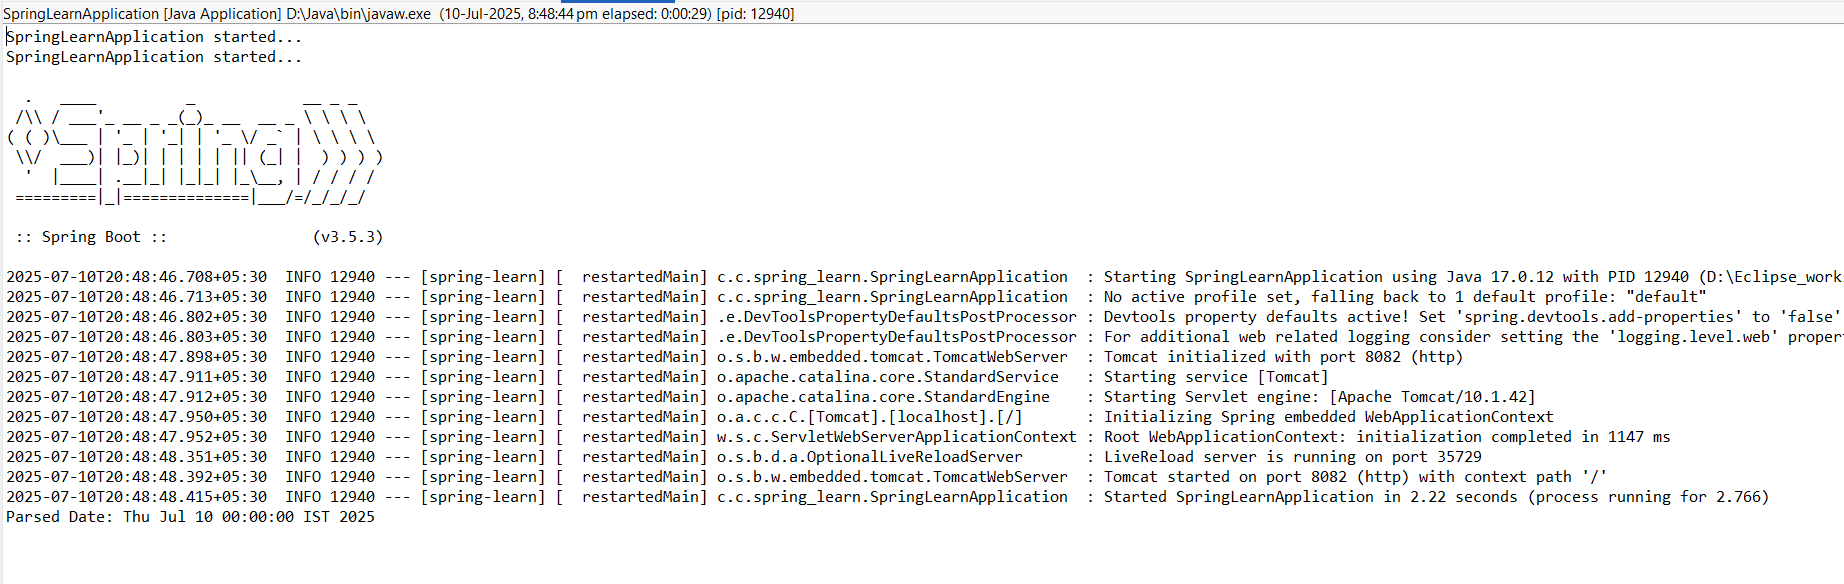 SpringLearnApplication [Java Application] D:\Java\bin\javaw.exe (10-Jul-2025, 8:48:44 pm elapsed: 0:00:29) [pid: 12940]
SpringLearnApplication started...
SpringLearnApplication started...
  .   ____          _            __ _ _
 /\\ / ___'_ __ _ _(_)_ __  __ _ \ \ \ \
( ( )\___ | '_ | '_| | '_ \/ _` | \ \ \ \
 \\/  ___)| |_)| | | | | || (_| |  ) ) ) )
  '  |____| .__|_| |_|_| |_\__, | / / / /
 =========|_|==============|___/=/_/_/_/
 :: Spring Boot ::                (v3.5.3)
2025-07-10T20:48:46.708+05:30  INFO 12940 --- [spring-learn] [  restartedMain] c.c.spring_learn.SpringLearnApplication  : Starting SpringLearnApplication using Java 17.0.12 with PID 12940 (D:\Eclipse_works
2025-07-10T20:48:46.713+05:30  INFO 12940 --- [spring-learn] [  restartedMain] c.c.spring_learn.SpringLearnApplication  : No active profile set, falling back to 1 default profile: "default"
2025-07-10T20:48:46.802+05:30  INFO 12940 --- [spring-learn] [  restartedMain] .e.DevToolsPropertyDefaultsPostProcessor : Devtools property defaults active! Set 'spring.devtools.add-properties' to 'false'
2025-07-10T20:48:46.803+05:30  INFO 12940 --- [spring-learn] [  restartedMain] .e.DevToolsPropertyDefaultsPostProcessor : For additional web related logging consider setting the 'logging.level.web' proper
2025-07-10T20:48:47.898+05:30  INFO 12940 --- [spring-learn] [  restartedMain] o.s.b.w.embedded.tomcat.TomcatWebServer  : Tomcat initialized with port 8082 (http)
2025-07-10T20:48:47.911+05:30  INFO 12940 --- [spring-learn] [  restartedMain] o.apache.catalina.core.StandardService   : Starting service [Tomcat]
2025-07-10T20:48:47.912+05:30  INFO 12940 --- [spring-learn] [  restartedMain] o.apache.catalina.core.StandardEngine    : Starting Servlet engine: [Apache Tomcat/10.1.42]
2025-07-10T20:48:47.950+05:30  INFO 12940 --- [spring-learn] [  restartedMain] o.a.c.c.C.[Tomcat].[localhost].[/]       : Initializing Spring embedded WebApplicationContext
2025-07-10T20:48:47.952+05:30  INFO 12940 --- [spring-learn] [  restartedMain] w.s.c.ServletWebServerApplicationContext : Root WebApplicationContext: initialization completed in 1147 ms
2025-07-10T20:48:48.351+05:30  INFO 12940 --- [spring-learn] [  restartedMain] o.s.b.d.a.OptionalLiveReloadServer       : LiveReload server is running on port 35729
2025-07-10T20:48:48.392+05:30  INFO 12940 --- [spring-learn] [  restartedMain] o.s.b.w.embedded.tomcat.TomcatWebServer  : Tomcat started on port 8082 (http) with context path '/'
2025-07-10T20:48:48.415+05:30  INFO 12940 --- [spring-learn] [  restartedMain] c.c.spring_learn.SpringLearnApplication  : Started SpringLearnApplication in 2.22 seconds (process running for 2.766)
Parsed Date: Thu Jul 10 00:00:00 IST 2025